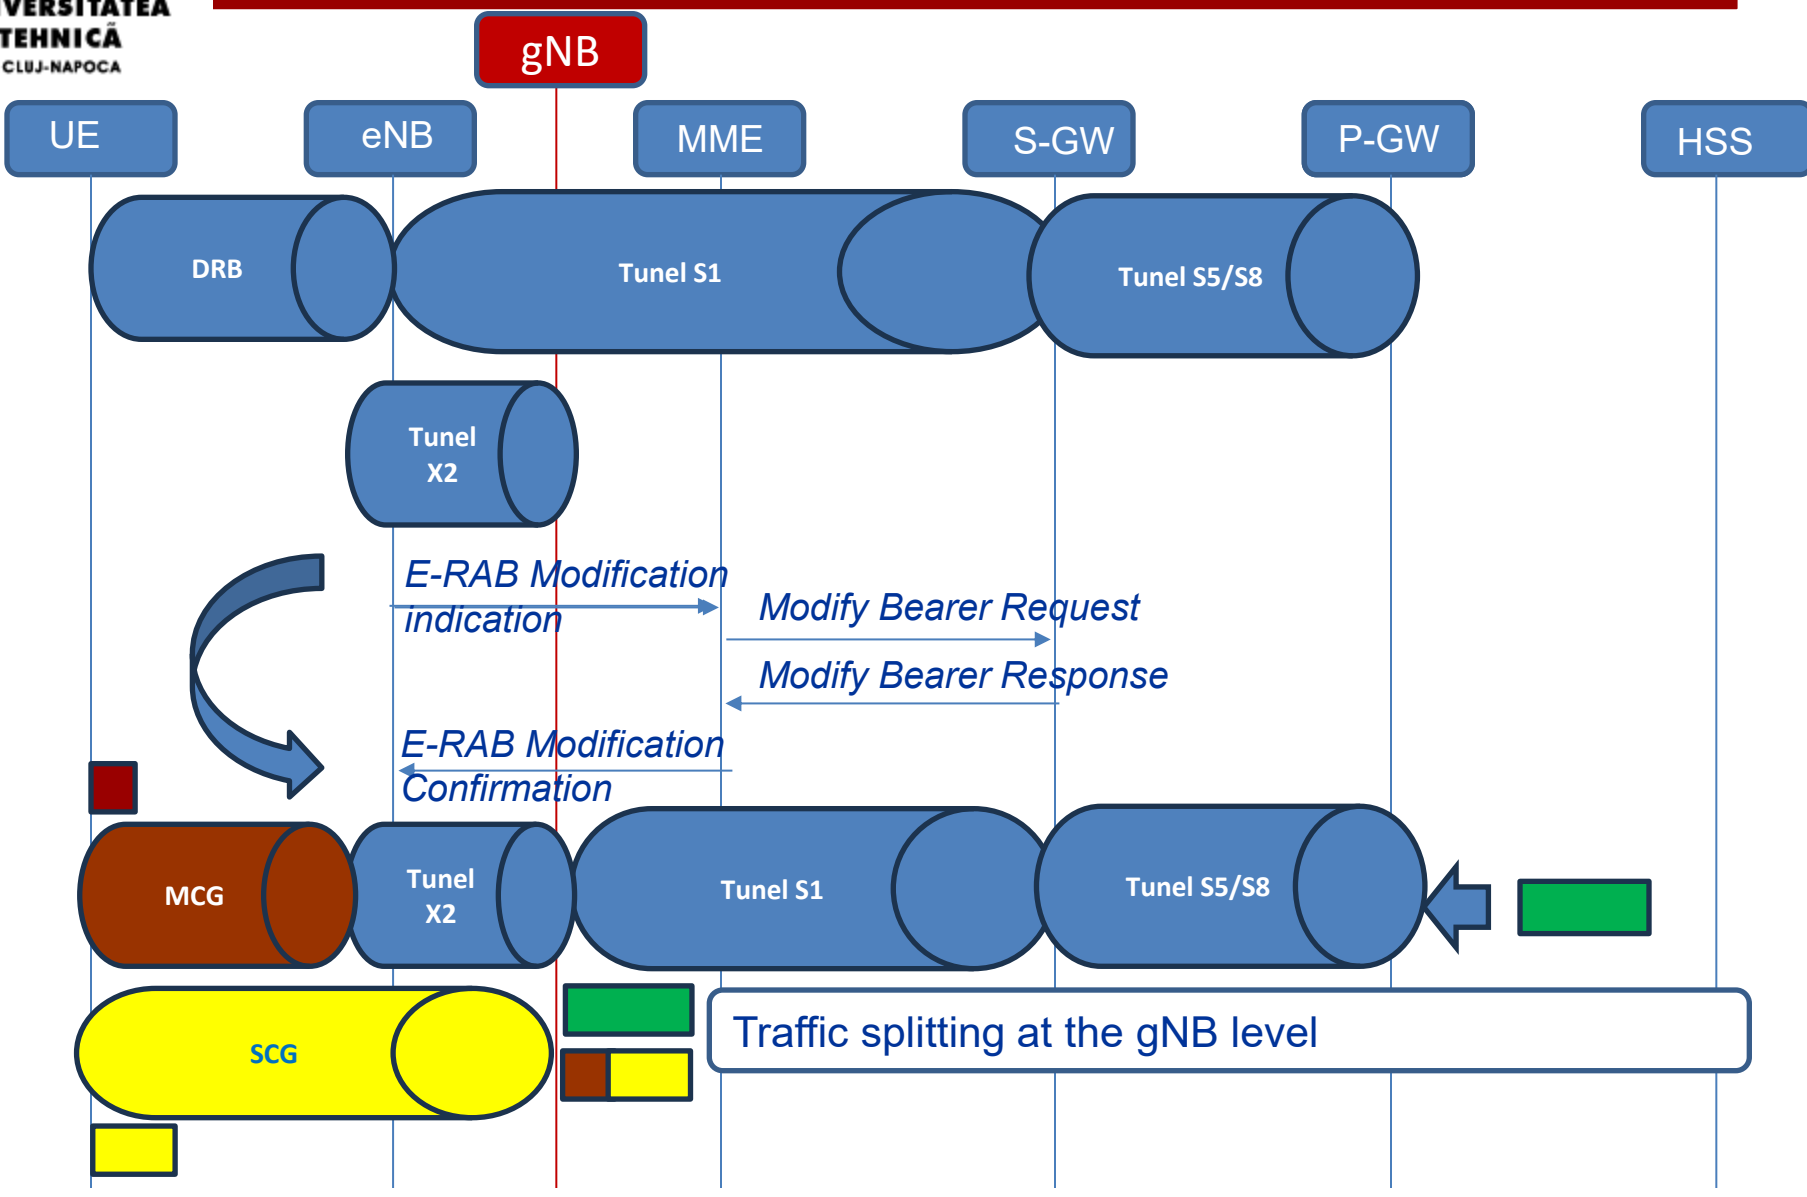 TEHNICĂ
CLUJ-NAPOCA
gNB
UE
eNB
MME
S-GW
P-GW
HSS
DRB
Tunel S1
Tunel S5/S8
Tunel
X2
E-RAB Modification
indication
Modify Bearer Request
Modify Bearer Response
E-RAB Modification
Confirmation
MCG
Tunel
X2
Tunel S1
Tunel S5/S8
SCG
Traffic splitting at the gNB level